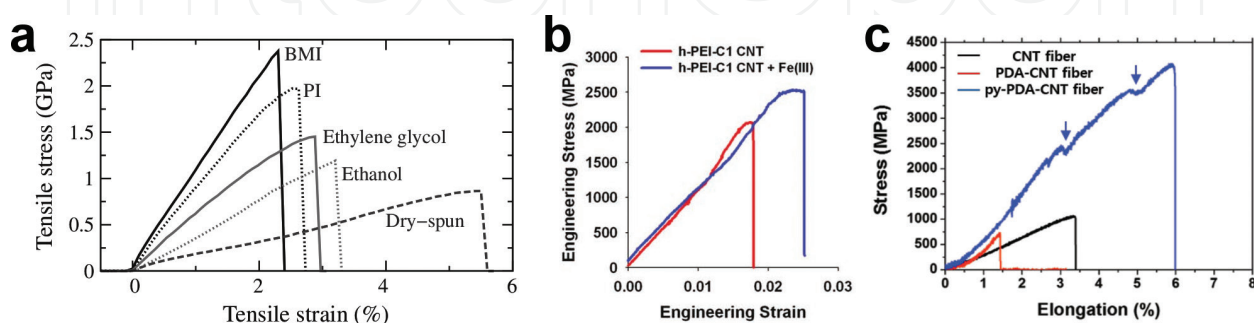 a
2.5
2
1.5
1
0.5
0
Tensile stress (GPa)
BMI
PI
Ethylene glycol
Ethanol
Dry-spun
0
2
4
6
Tensile strain (%)
b
3000
2500
2000
1500
1000
500
0
Engineering Stress (MPa)
h-PEI-C1 CNT
h-PEI-C1 CNT + Fe(III)
0.00
0.01
0.02
0.03
Engineering Strain
c
4500
4000
3500
3000
2500
2000
1500
1000
500
0
Stress (MPa)
CNT fiber
PDA-CNT fiber
py-PDA-CNT fiber
0
1
2
3
4
5
6
7
8
Elongation (%)